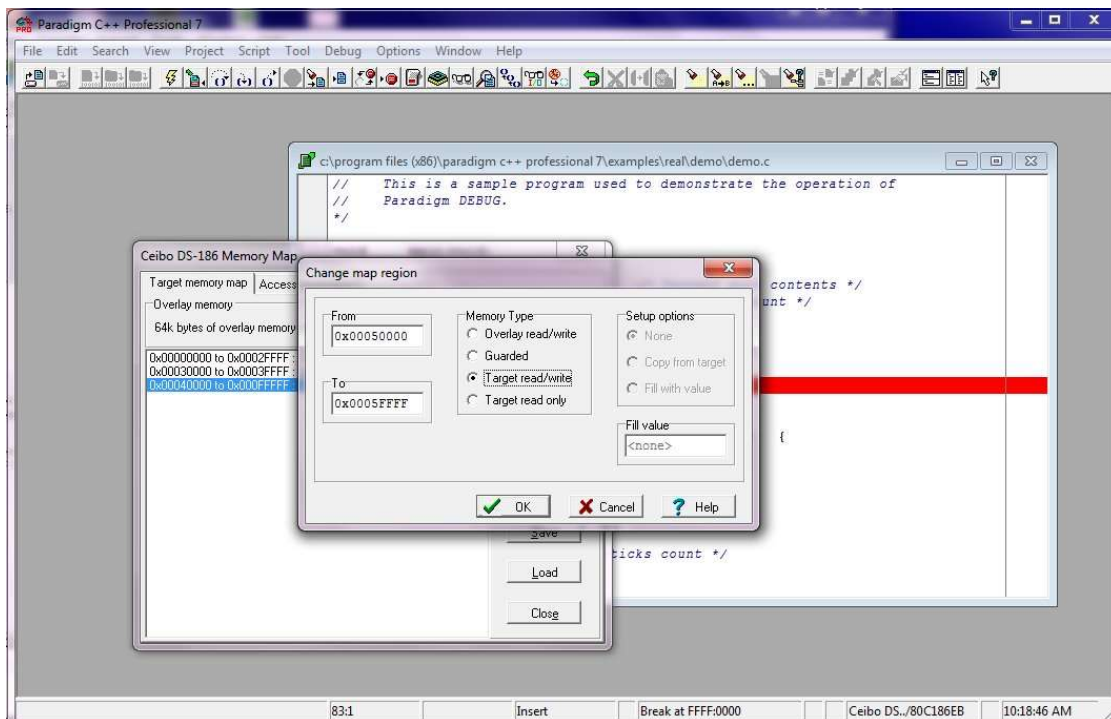 Paradigm C++ Professional 7
File Edit Search View Project Script Tool Debug Options Window Help
c:\program files (x86)\paradigm c++ professional 7\examples\real\demo\demo.c
// This is a sample program used to demonstrate the operation of
// Paradigm DEBUG.
*/
contents */
unt */
{
ticks count */
Ceibo DS-186 Memory Map
Target memory map Access
Overlay memory
64k bytes of overlay memory
0x00000000 to 0x0002FFFF :
0x00030000 to 0x0003FFFF :
0x00040000 to 0x000FFFFF
Save
Load
Close
Change map region
From
0x00050000
To
0x0005FFFF
Memory Type
Overlay read/write
Guarded
Target read/write
Target read only
Setup options
None
Copy from target
Fill with value
Fill value
<none>
OK Cancel Help
83:1 Insert Break at FFFF:0000 Ceibo DS../80C186EB 10:18:46 AM